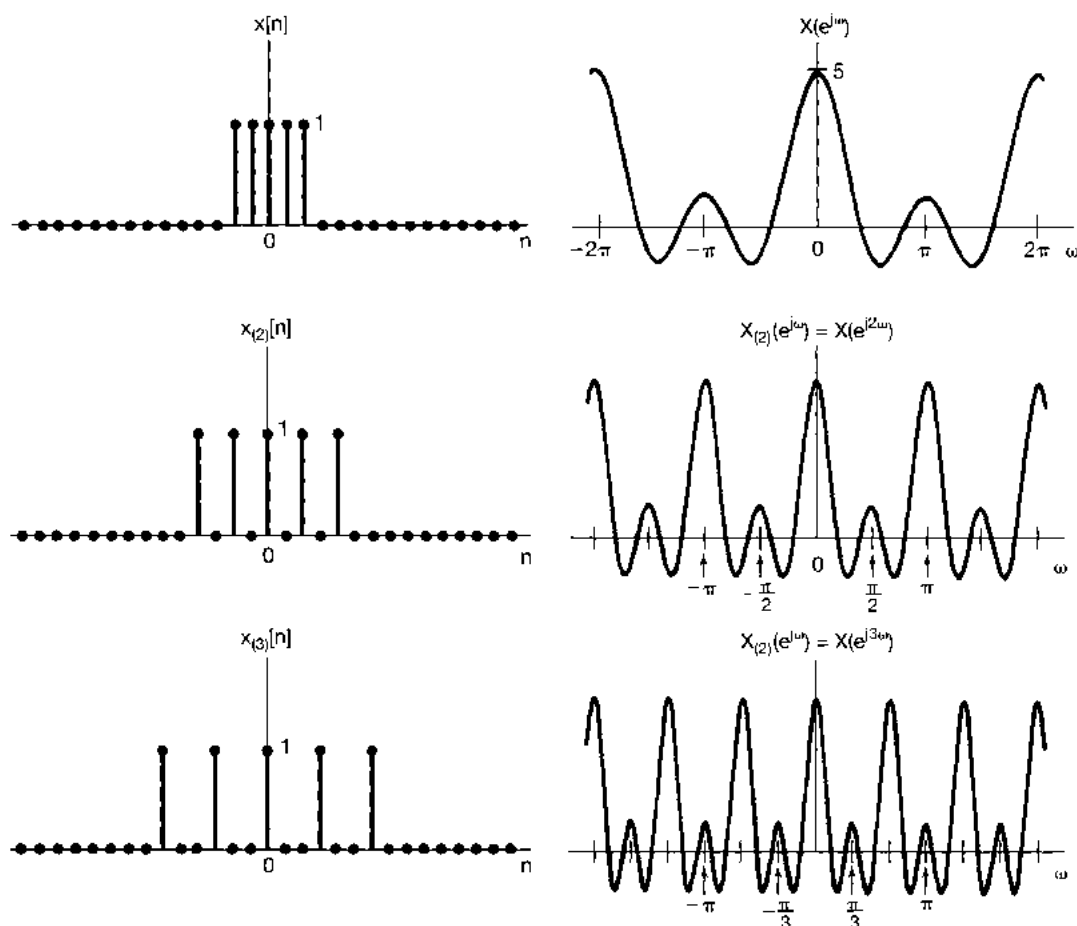 x[n]
1
0
n
X(e^{jω})
5
−2π −π 0 π 2π ω
x_{(2)}[n]
1
0
n
X_{(2)}(e^{jω}) = X(e^{j2ω})
0
ω
−π −π/2 π/2 π
x_{(3)}[n]
1
0
n
X_{(2)}(e^{jω}) = X(e^{j3ω})
ω
−π −π/3 π/3 π